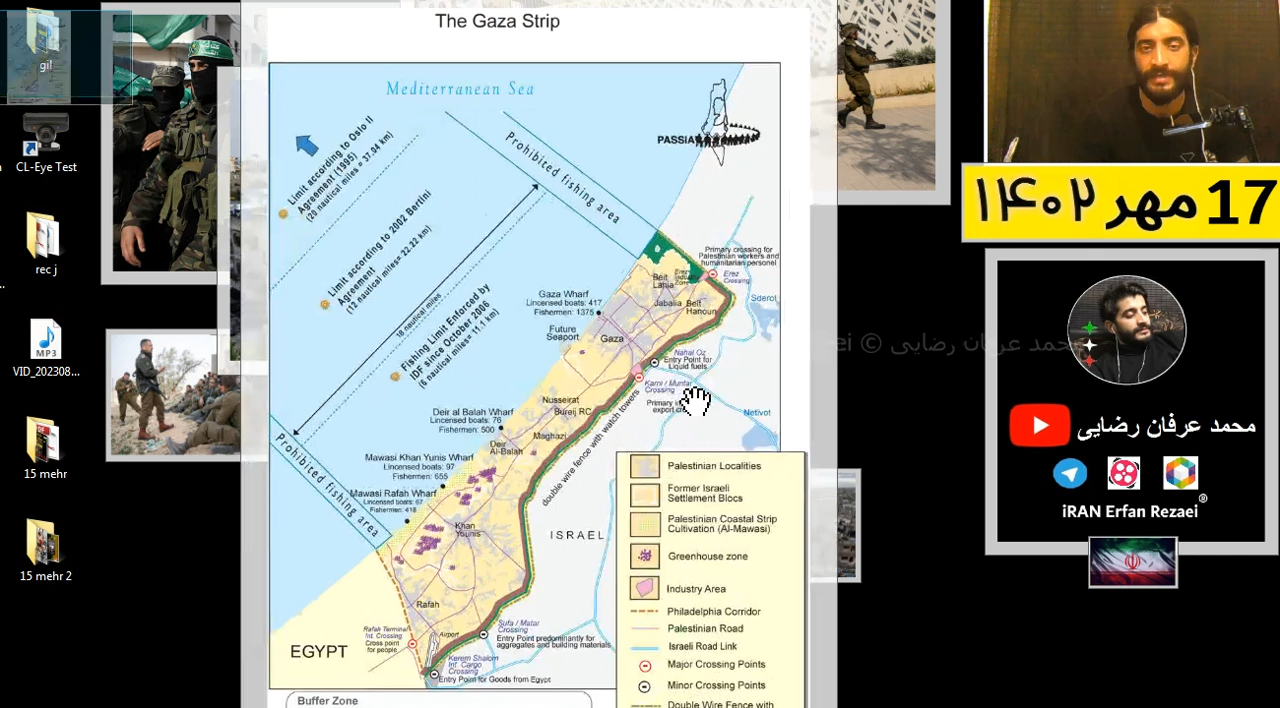 gil
CL-Eye Test
rec j
MP3
VID_202308...
15 mehr
15 mehr 2
The Gaza Strip
Mediterranean Sea
PASSIA
Limit according to Oslo II
Agreement (1995)
(20 nautical miles = 37.04 km)
Limit according to 2002 Bertini
Agreement
(12 nautical miles= 22.22 km)
18 nautical miles
Fishing Limit Enforced by
IDF since October 2006
(6 nautical miles= 11.1 km)
Prohibited fishing area
Prohibited fishing area
Primary crossing for
Palestinian workers and
humanitarian personel
Erez
Crossing
Beit
Lahia
Jabalia
Beit
Hanoun
Sderot
Gaza Wharf
Lincensed boats: 417
Fishermen: 1375
Future
Seaport
Gaza
Nahal Oz
Entry Point for
Liquid fuels
Karni / Muntar
Crossing
Netivot
Nusseirat
Bureij RC
Maghazi
Deir al Balah Wharf
Lincensed boats: 76
Fishermen: 500
Deir
Al-Balah
double wire fence with watch towers
Mawasi Khan Yunis Wharf
Lincensed boats: 97
Fishermen: 655
Mawasi Rafah Wharf
Lincensed boats: 67
Fishermen: 418
Khan
Younis
ISRAEL
Rafah
Rafah Terminal
Int. Crossing
Cross point
for people
Airport
Sufa / Matar
Crossing
Entry Point predominantly for
aggregates and building materials
EGYPT
Kerem Shalom
Int. Cargo
Crossing
Entry Point for Goods from Egypt
Buffer Zone
Palestinian Localities
Former Israeli
Settlement Blocs
Palestinian Coastal Strip
Cultivation (Al-Mawasi)
Greenhouse zone
Industry Area
Philadelphia Corridor
Palestinian Road
Israeli Road Link
Major Crossing Points
Minor Crossing Points
Double Wire Fence with
17 مهر ۱۴۰۲
محمد عرفان رضایی ©
محمد عرفان رضایی
iRAN Erfan Rezaei ®